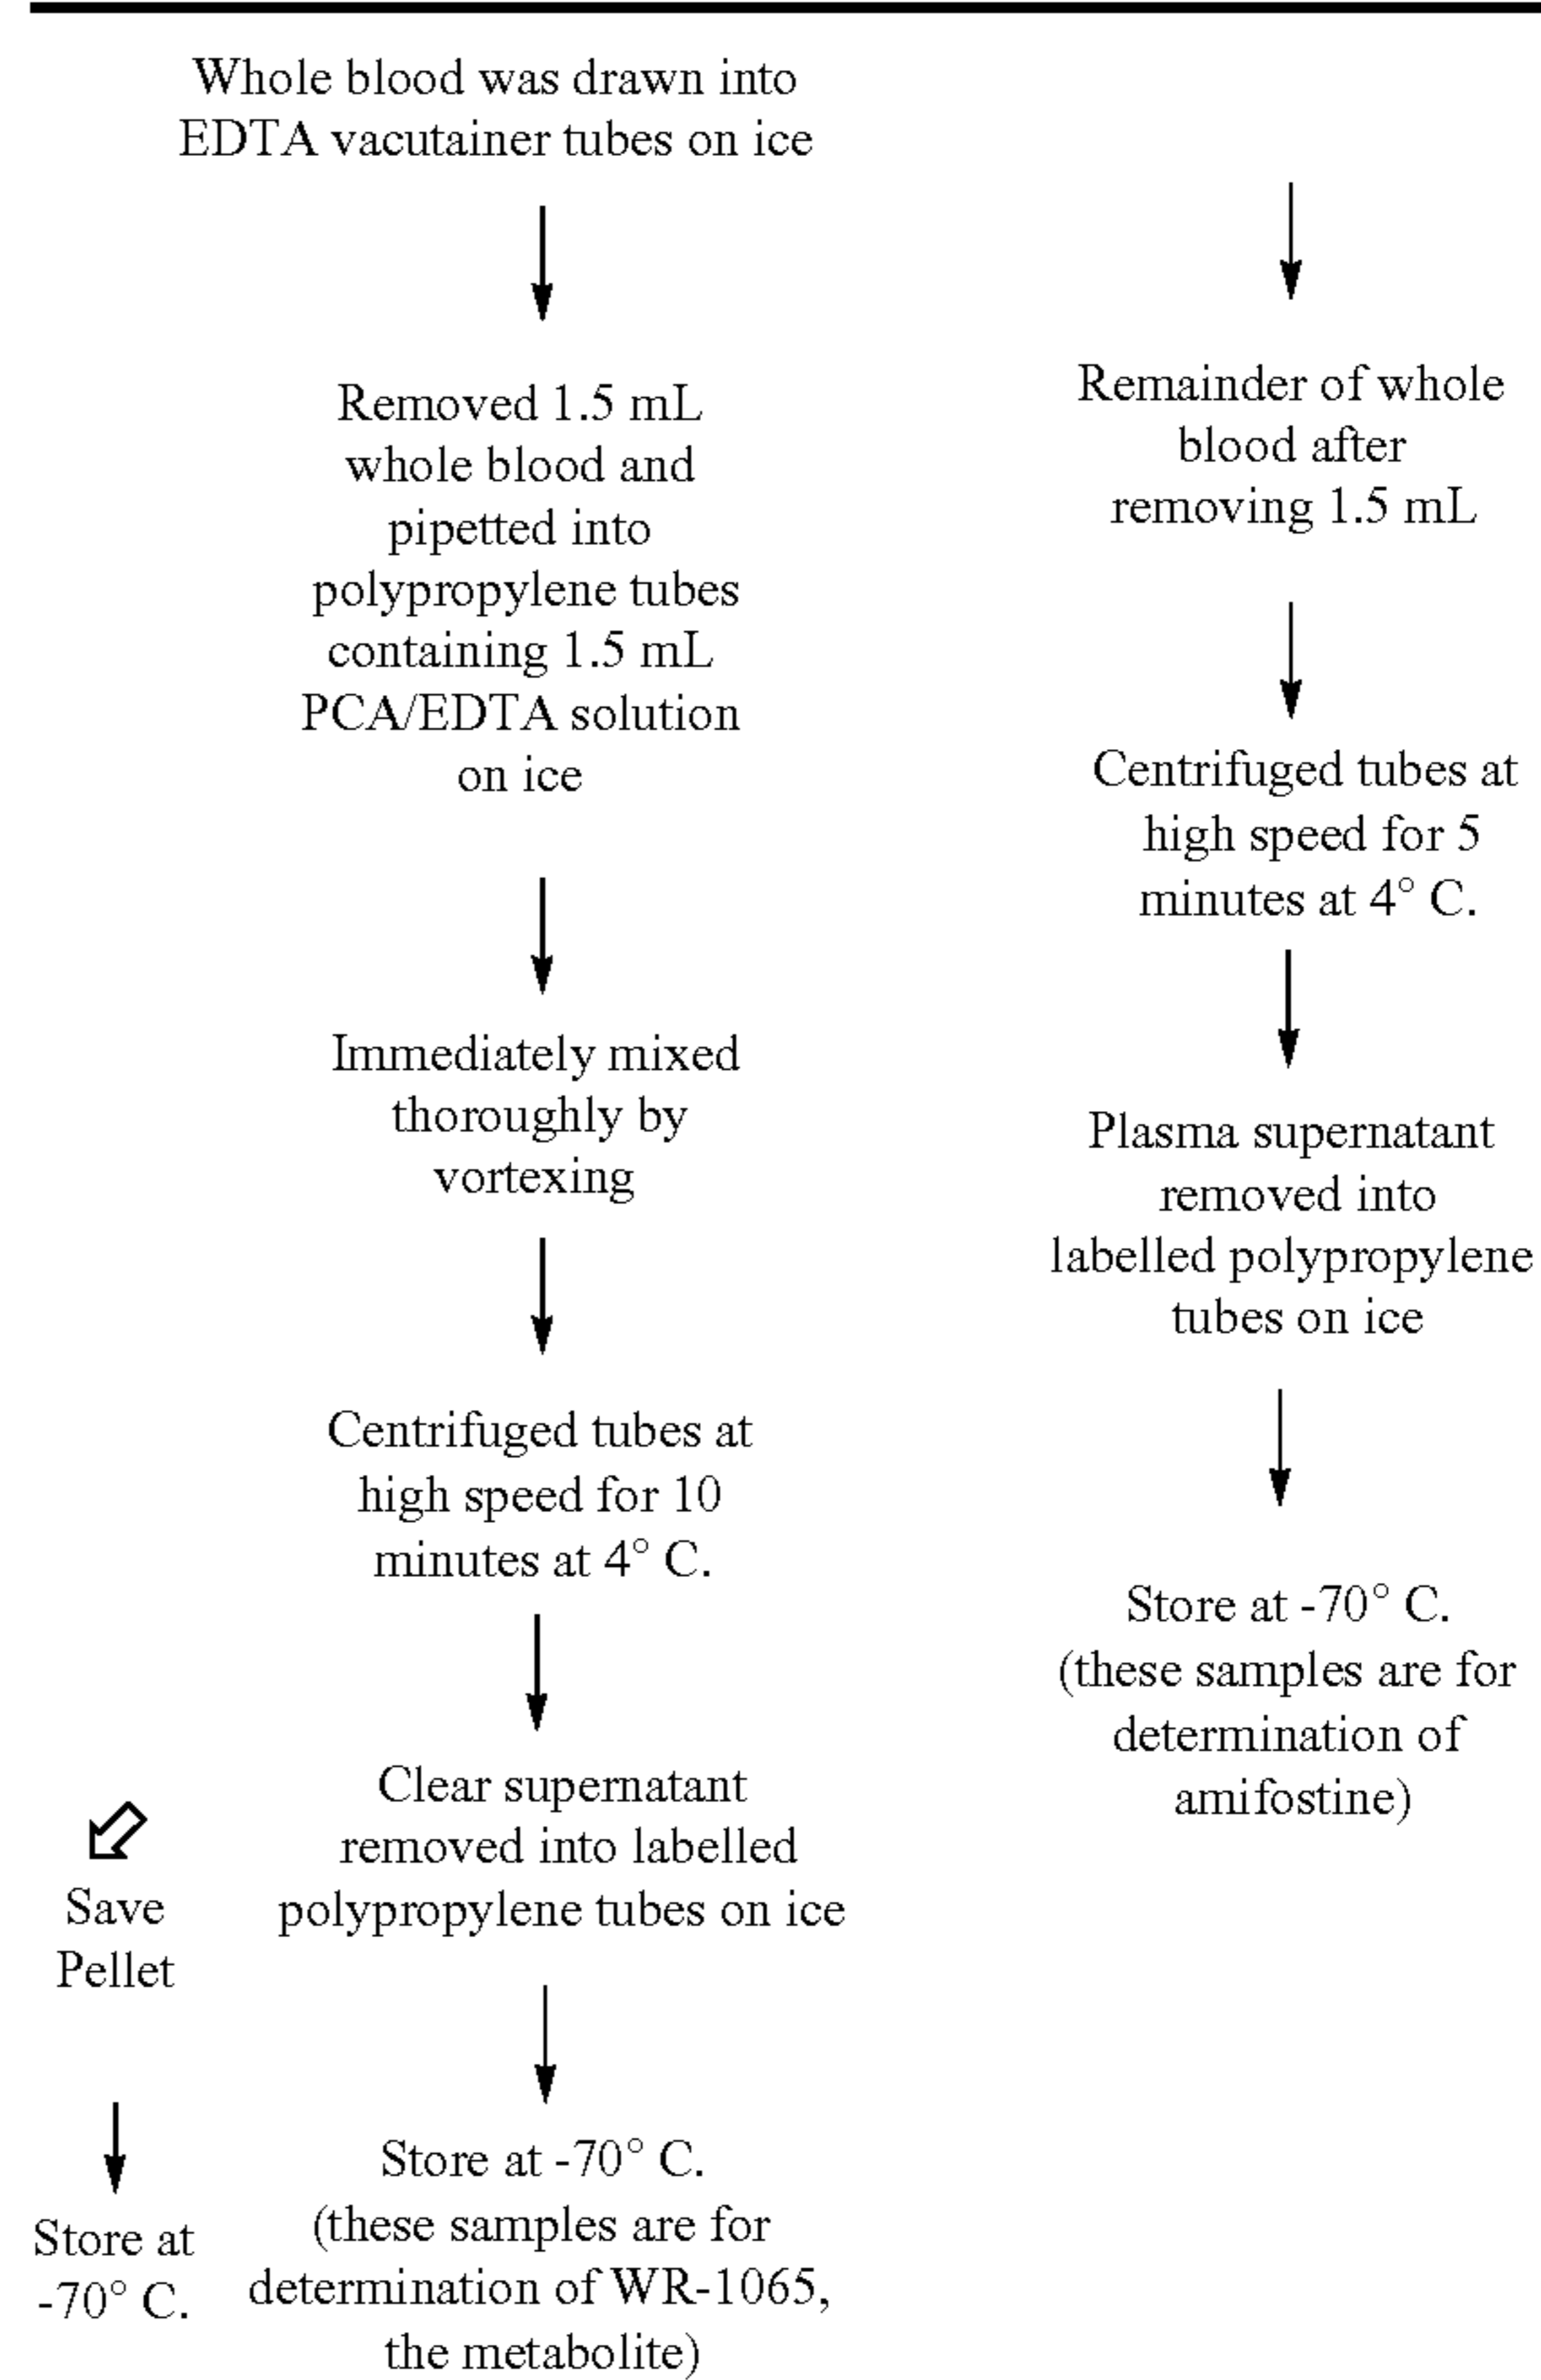 Whole blood was drawn into
EDTA vacutainer tubes on ice
Removed 1.5 mL
whole blood and
pipetted into
polypropylene tubes
containing 1.5 mL
PCA/EDTA solution
on ice
Immediately mixed
thoroughly by
vortexing
Centrifuged tubes at
high speed for 10
minutes at 4° C.
Clear supernatant
removed into labelled
polypropylene tubes on ice
Save
Pellet
Store at
-70° C.
Store at -70° C.
(these samples are for
determination of WR-1065,
the metabolite)
Remainder of whole
blood after
removing 1.5 mL
Centrifuged tubes at
high speed for 5
minutes at 4° C.
Plasma supernatant
removed into
labelled polypropylene
tubes on ice
Store at -70° C.
(these samples are for
determination of
amifostine)